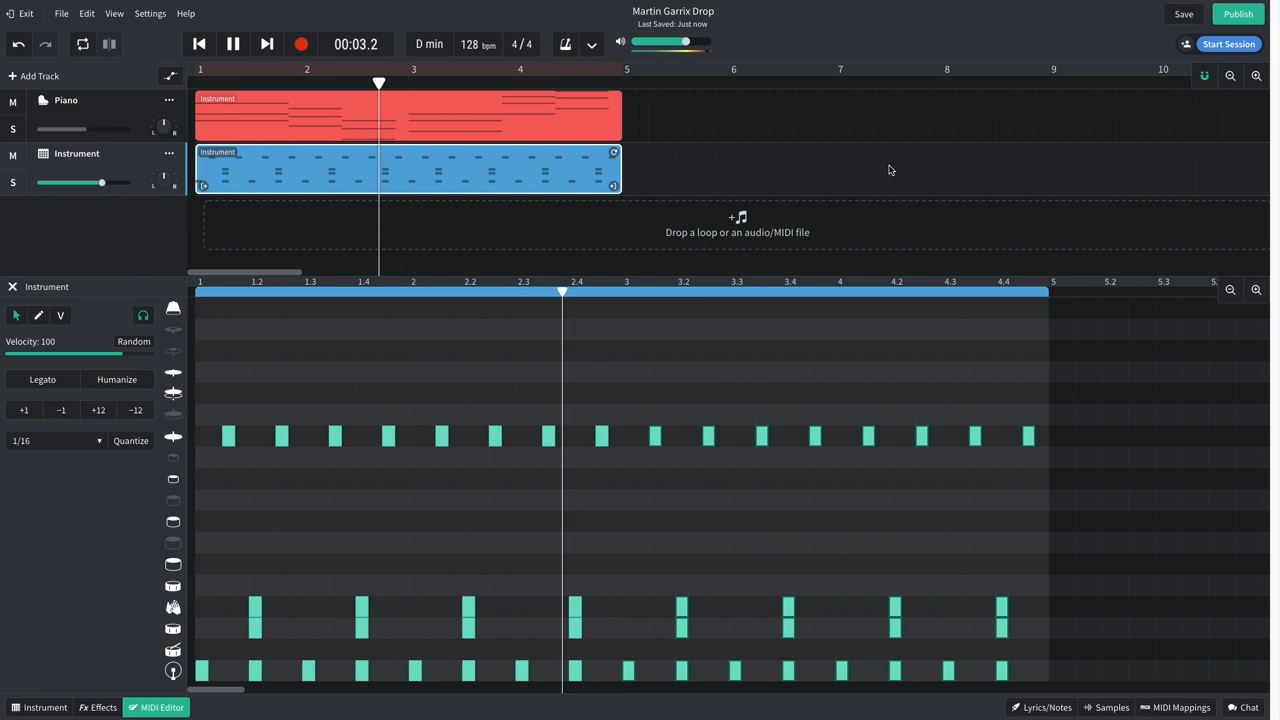 Exit File Edit View Settings Help
Martin Garrix Drop
Last Saved: Just now
Save Publish
00:03.2 D min 128 bpm 4 / 4
Start Session
Add Track
1 2 3 4 5 6 7 8 9 10
M Piano
S L R
Instrument
M Instrument
S L R
Instrument
Drop a loop or an audio/MIDI file
Instrument
1 1.2 1.3 1.4 2 2.2 2.3 2.4 3 3.2 3.3 3.4 4 4.2 4.3 4.4 5 5.2 5.3 5.
V
Velocity: 100 Random
Legato Humanize
+1 −1 +12 −12
1/16 Quantize
Instrument Fx Effects MIDI Editor
Lyrics/Notes Samples MIDI Mappings Chat